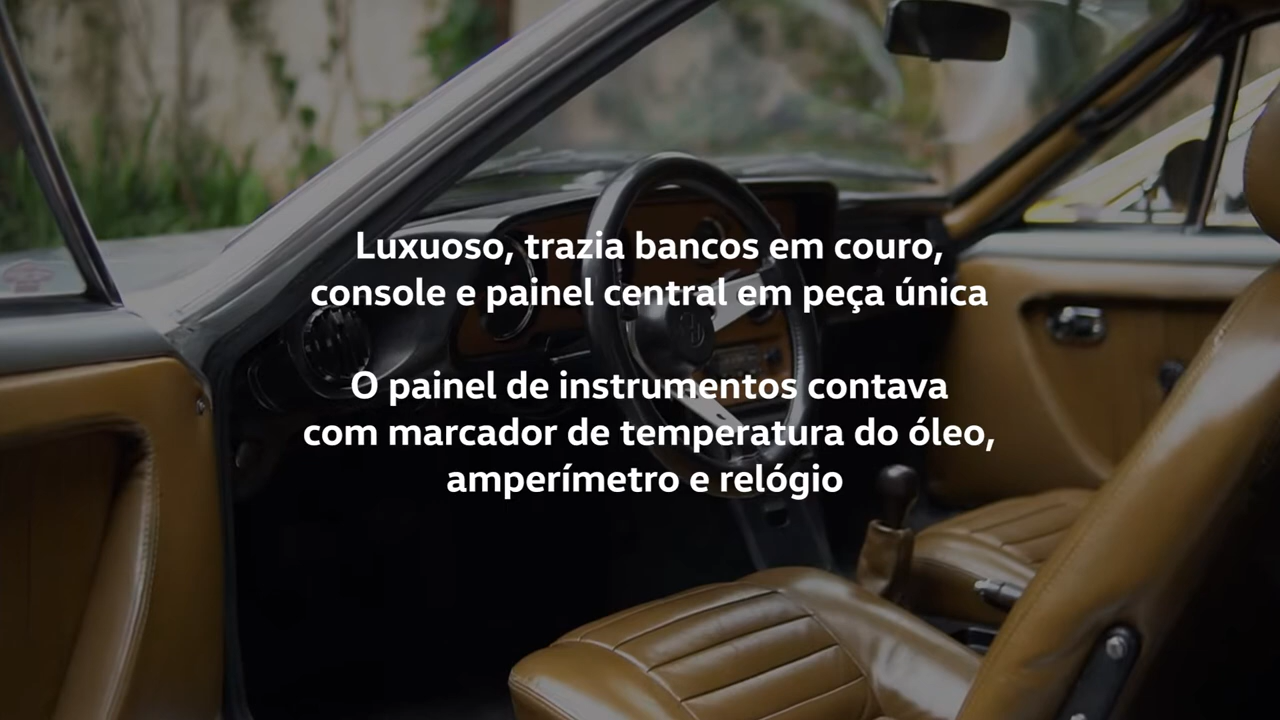 Luxuoso, trazia bancos em couro,
console e painel central em peça única
O painel de instrumentos contava
com marcador de temperatura do óleo,
amperímetro e relógio